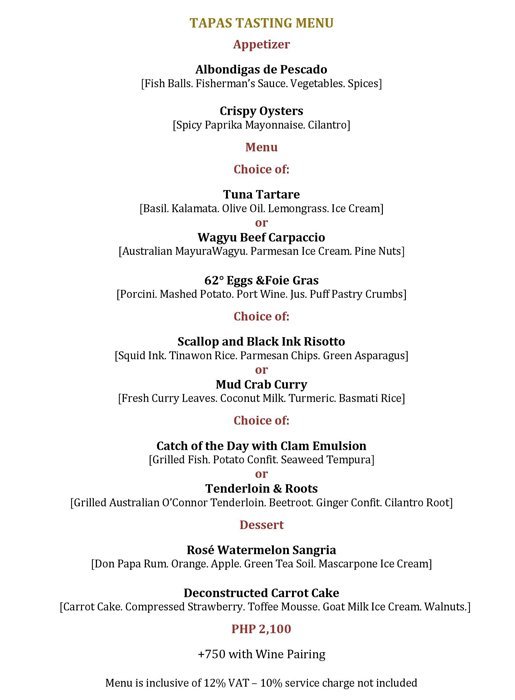 TAPAS TASTING MENU
Appetizer
Albondigas de Pescado
[Fish Balls. Fisherman's Sauce. Vegetables. Spices]
Crispy Oysters
[Spicy Paprika Mayonnaise. Cilantro]
Menu
Choice of:
Tuna Tartare
[Basil. Kalamata. Olive Oil. Lemongrass. Ice Cream]
or
Wagyu Beef Carpaccio
[Australian MayuraWagyu. Parmesan Ice Cream. Pine Nuts]
62° Eggs &Foie Gras
[Porcini. Mashed Potato. Port Wine. Jus. Puff Pastry Crumbs]
Choice of:
Scallop and Black Ink Risotto
[Squid Ink. Tinawon Rice. Parmesan Chips. Green Asparagus]
or
Mud Crab Curry
[Fresh Curry Leaves. Coconut Milk. Turmeric. Basmati Rice]
Choice of:
Catch of the Day with Clam Emulsion
[Grilled Fish. Potato Confit. Seaweed Tempura]
or
Tenderloin & Roots
[Grilled Australian O'Connor Tenderloin. Beetroot. Ginger Confit. Cilantro Root]
Dessert
Rosé Watermelon Sangria
[Don Papa Rum. Orange. Apple. Green Tea Soil. Mascarpone Ice Cream]
Deconstructed Carrot Cake
[Carrot Cake. Compressed Strawberry. Toffee Mousse. Goat Milk Ice Cream. Walnuts.]
PHP 2,100
+750 with Wine Pairing
Menu is inclusive of 12% VAT – 10% service charge not included